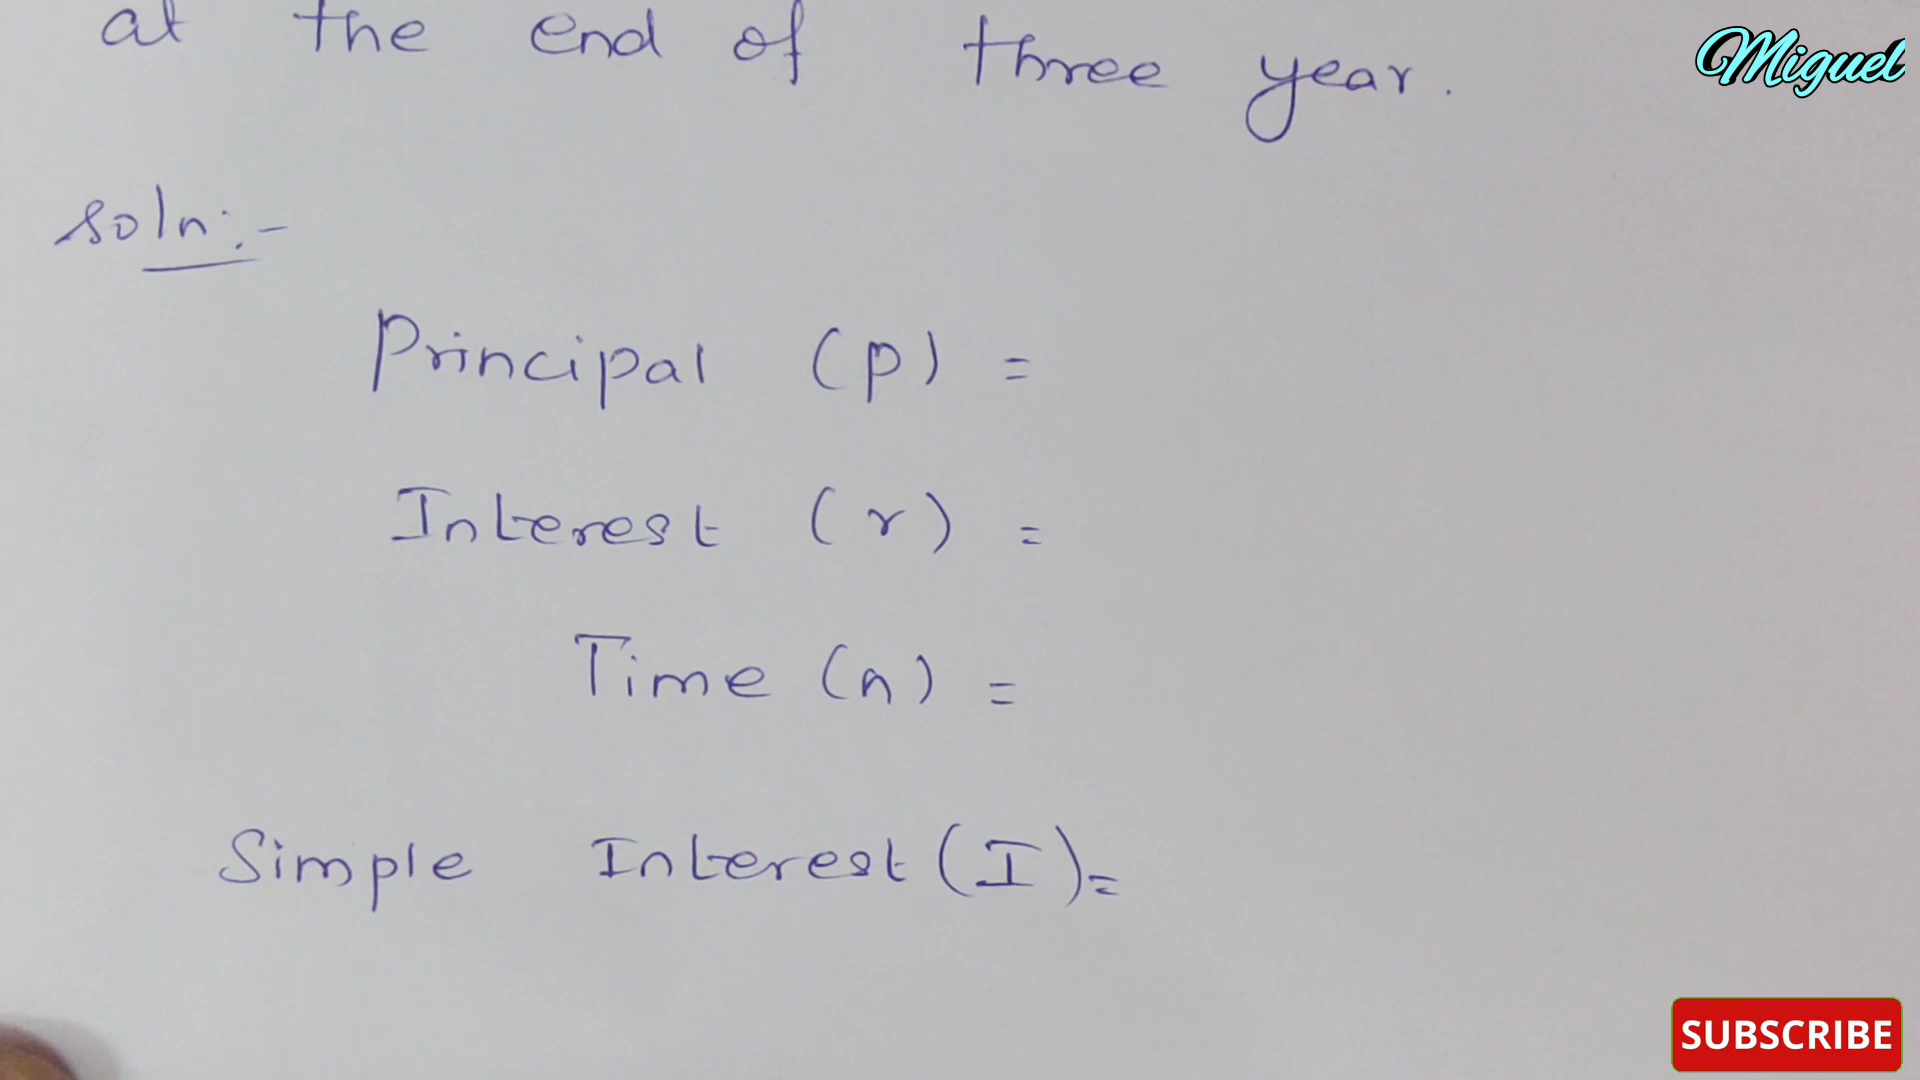 at the end of three year.
Miguel
soln:-
Principal (p) =
Interest (r) =
Time (n) =
Simple Interest (I)=
SUBSCRIBE